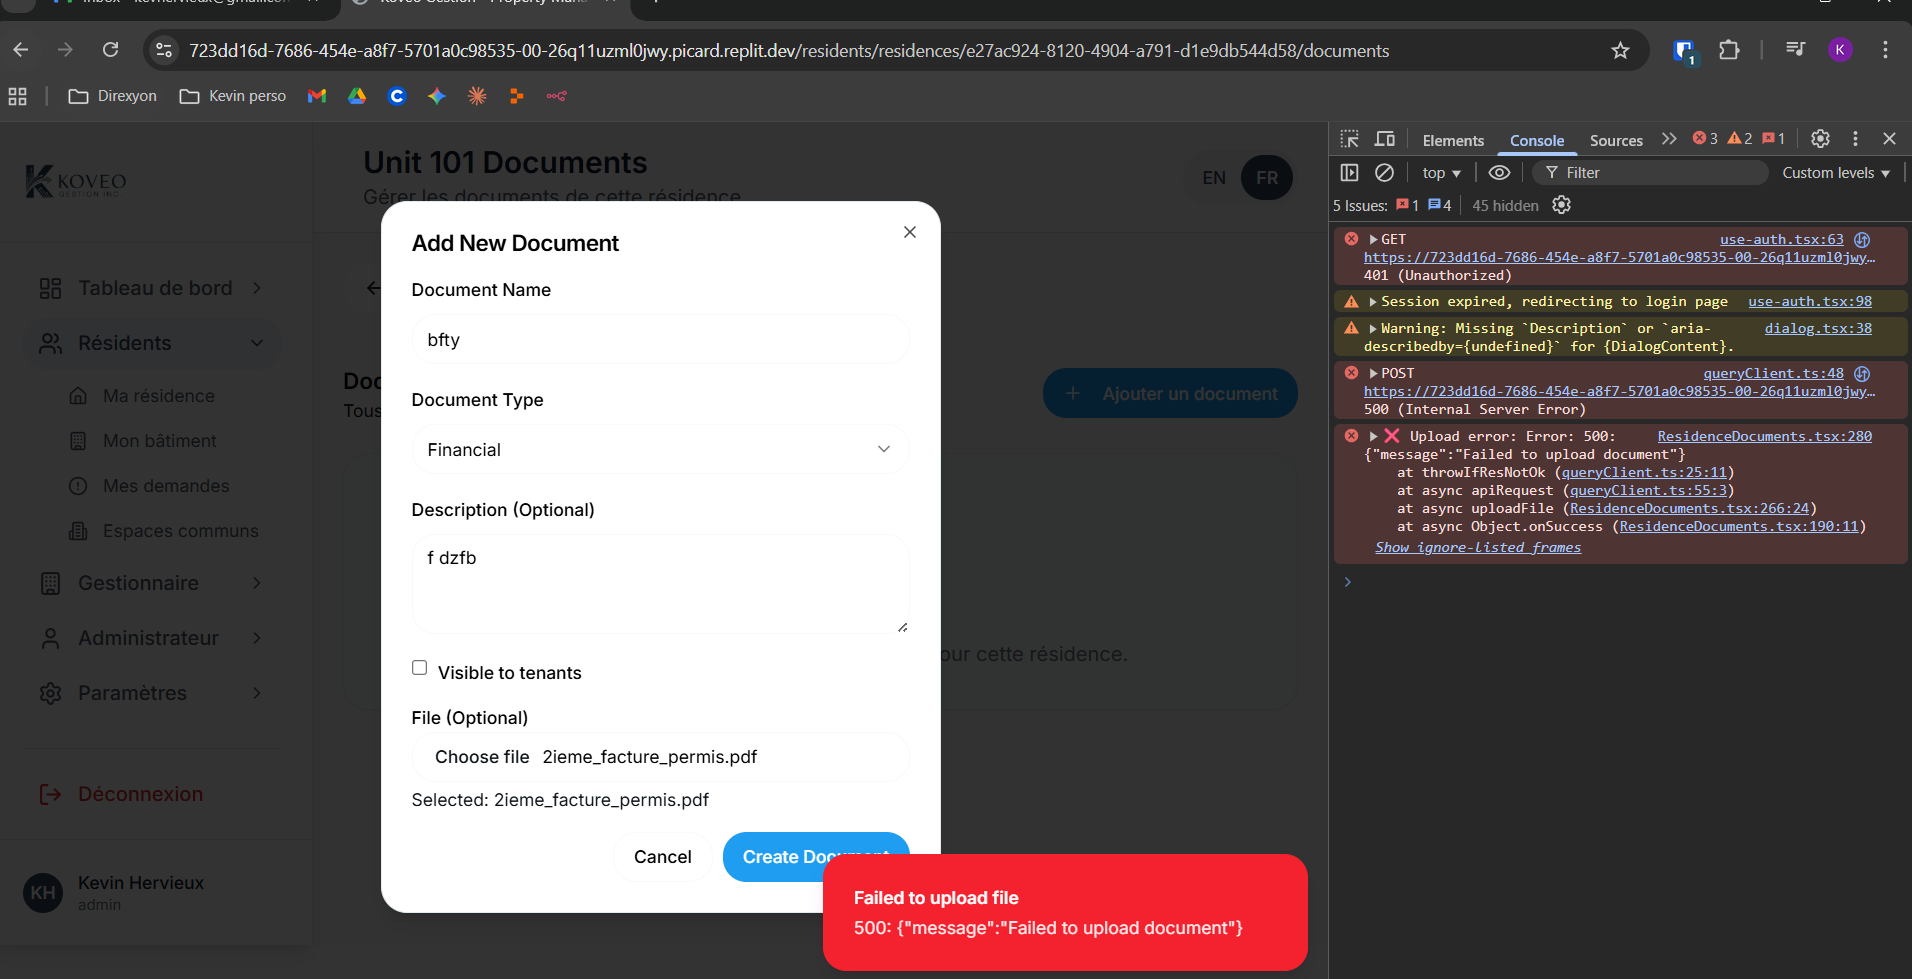 723dd16d-7686-454e-a8f7-5701a0c98535-00-26q11uzml0jwy.picard.replit.dev/residents/residences/e27ac924-8120-4904-a791-d1e9db544d58/documents
1
K
Direxyon
Kevin perso
KOVEO
GESTION INC.
Tableau de bord
Résidents
Ma résidence
Mon bâtiment
Mes demandes
Espaces communs
Gestionnaire
Administrateur
Paramètres
Déconnexion
KH
Kevin Hervieux
admin
Unit 101 Documents
Gérer les documents de cette résidence
EN
FR
Doc
Tous
Ajouter un document
our cette résidence.
Add New Document
Document Name
bfty
Document Type
Financial
Description (Optional)
f dzfb
Visible to tenants
File (Optional)
Choose file 2ieme_facture_permis.pdf
Selected: 2ieme_facture_permis.pdf
Cancel
Create Document
Failed to upload file
500: {"message":"Failed to upload document"}
Elements
Console
Sources
3
2
1
top
Filter
Custom levels
5 Issues: 1 4
45 hidden
GET use-auth.tsx:63
https://723dd16d-7686-454e-a8f7-5701a0c98535-00-26q11uzml0jwy…
401 (Unauthorized)
Session expired, redirecting to login page use-auth.tsx:98
Warning: Missing `Description` or `aria- dialog.tsx:38
describedby={undefined}` for {DialogContent}.
POST queryClient.ts:48
https://723dd16d-7686-454e-a8f7-5701a0c98535-00-26q11uzml0jwy…
500 (Internal Server Error)
❌ Upload error: Error: 500: ResidenceDocuments.tsx:280
{"message":"Failed to upload document"}
at throwIfResNotOk (queryClient.ts:25:11)
at async apiRequest (queryClient.ts:55:3)
at async uploadFile (ResidenceDocuments.tsx:266:24)
at async Object.onSuccess (ResidenceDocuments.tsx:190:11)
Show ignore-listed frames